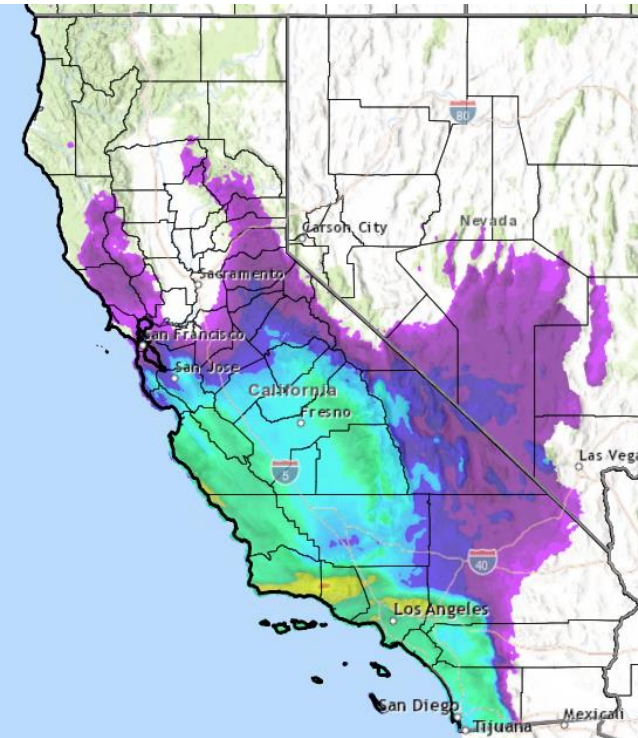 80
Nevada
Carson City
Sacramento
San Francisco
San Jose
California
Fresno
5
Las Vega
40
Los Angeles
San Diego
Mexicali
Tijuana